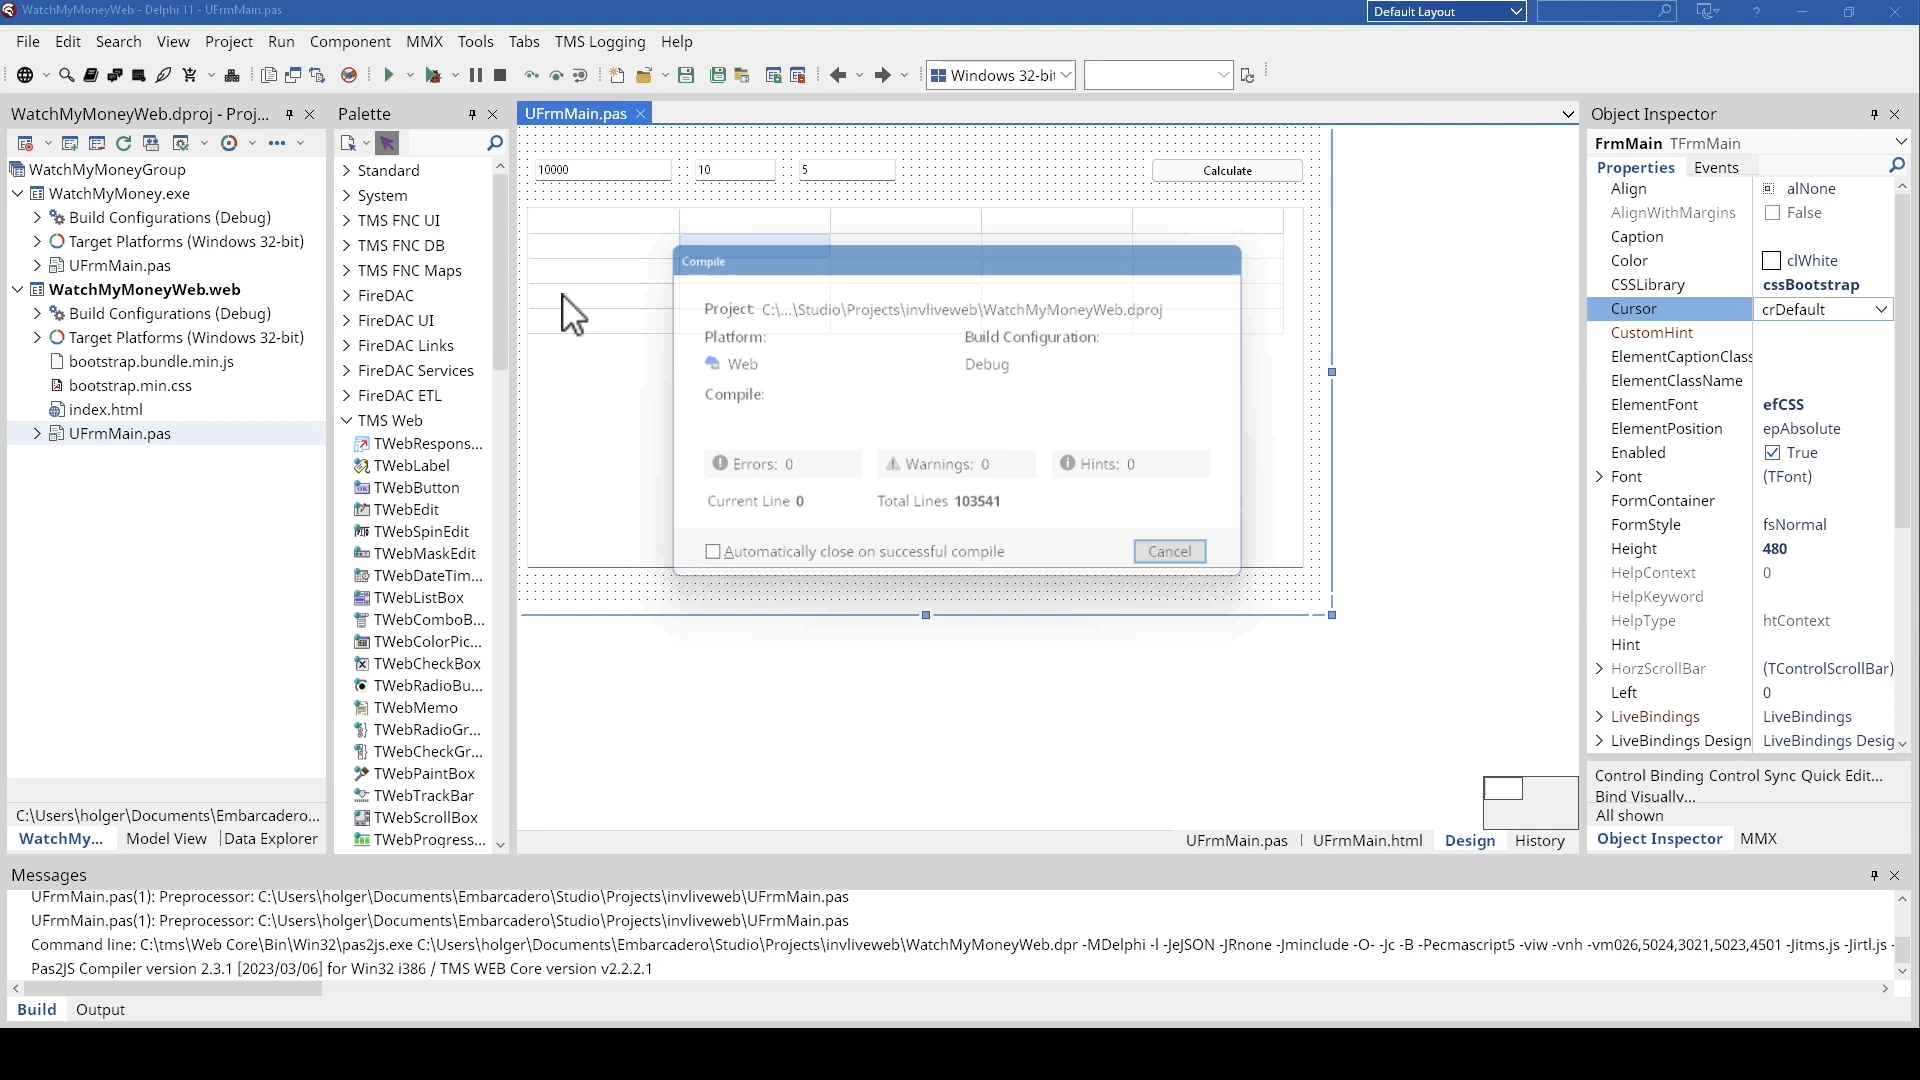 WatchMyMoneyWeb - Delphi 11 - UFrmMain.pas
Default Layout
File Edit Search View Project Run Component MMX Tools Tabs TMS Logging Help
Windows 32-bit
WatchMyMoneyWeb.dproj - Proj...
WatchMyMoneyGroup
WatchMyMoney.exe
Build Configurations (Debug)
Target Platforms (Windows 32-bit)
UFrmMain.pas
WatchMyMoneyWeb.web
Build Configurations (Debug)
Target Platforms (Windows 32-bit)
bootstrap.bundle.min.js
bootstrap.min.css
index.html
UFrmMain.pas
C:\Users\holger\Documents\Embarcadero...
WatchMy... Model View Data Explorer
Palette
Standard
System
TMS FNC UI
TMS FNC DB
TMS FNC Maps
FireDAC
FireDAC UI
FireDAC Links
FireDAC Services
FireDAC ETL
TMS Web
TWebRespons...
TWebLabel
TWebButton
TWebEdit
TWebSpinEdit
TWebMaskEdit
TWebDateTim...
TWebListBox
TWebComboB...
TWebColorPic...
TWebCheckBox
TWebRadioBu...
TWebMemo
TWebRadioGr...
TWebCheckGr...
TWebPaintBox
TWebTrackBar
TWebScrollBox
TWebProgress...
UFrmMain.pas
10000 10 5 Calculate
Compile
Project: C:\...\Studio\Projects\invliveweb\WatchMyMoneyWeb.dproj
Platform: Build Configuration:
Web Debug
Compile:
Errors: 0 Warnings: 0 Hints: 0
Current Line 0 Total Lines 103541
Automatically close on successful compile Cancel
UFrmMain.pas UFrmMain.html Design History
Object Inspector
FrmMain TFrmMain
Properties Events
Align alNone
AlignWithMargins False
Caption
Color clWhite
CSSLibrary cssBootstrap
Cursor crDefault
CustomHint
ElementCaptionClass
ElementClassName
ElementFont efCSS
ElementPosition epAbsolute
Enabled True
Font (TFont)
FormContainer
FormStyle fsNormal
Height 480
HelpContext 0
HelpKeyword
HelpType htContext
Hint
HorzScrollBar (TControlScrollBar)
Left 0
LiveBindings LiveBindings
LiveBindings Design LiveBindings Desig
Control Binding Control Sync Quick Edit...
Bind Visually...
All shown
Object Inspector MMX
Messages
UFrmMain.pas(1): Preprocessor: C:\Users\holger\Documents\Embarcadero\Studio\Projects\invliveweb\UFrmMain.pas
UFrmMain.pas(1): Preprocessor: C:\Users\holger\Documents\Embarcadero\Studio\Projects\invliveweb\UFrmMain.pas
Command line: C:\tms\Web Core\Bin\Win32\pas2js.exe C:\Users\holger\Documents\Embarcadero\Studio\Projects\invliveweb\WatchMyMoneyWeb.dpr -MDelphi -l -JeJSON -JRnone -Jminclude -O- -Jc -B -Pecmascript5 -viw -vnh -vm026,5024,3021,5023,4501 -Jitms.js -Jirtl.js -
Pas2JS Compiler version 2.3.1 [2023/03/06] for Win32 i386 / TMS WEB Core version v2.2.2.1
Build Output